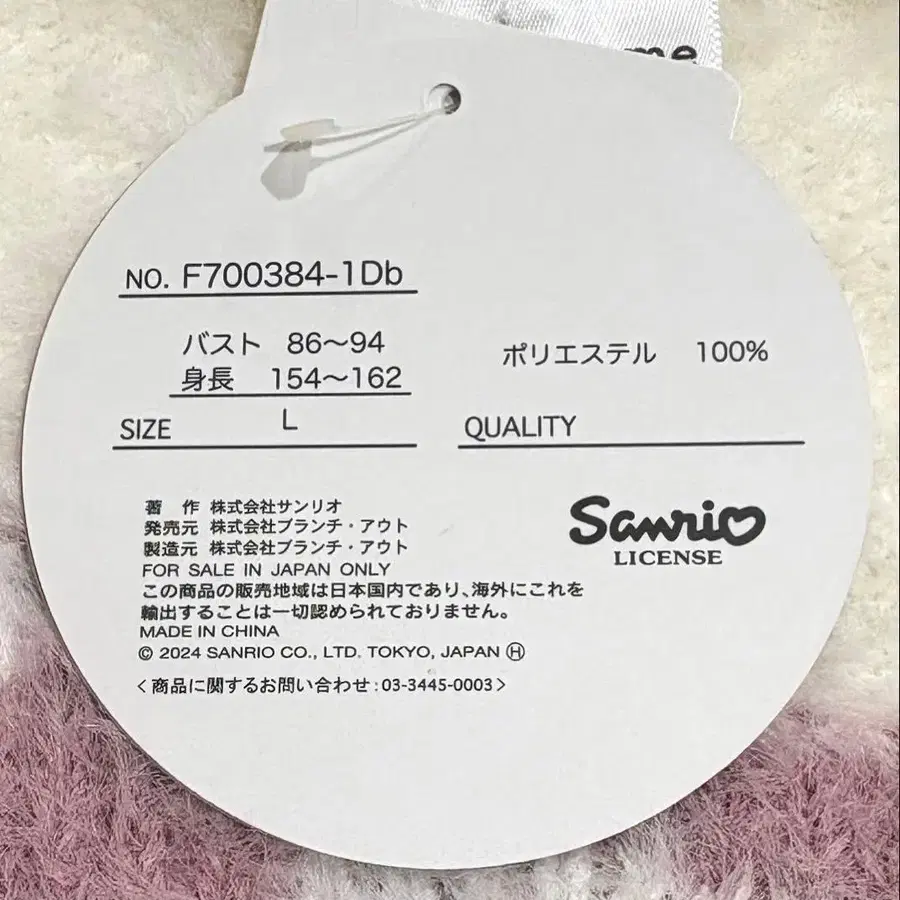 me
NO. F700384-1Db
バスト 86～94
身長 154～162
SIZE L
ポリエステル 100%
QUALITY
著 作 株式会社サンリオ
発売元 株式会社ブランチ・アウト
製造元 株式会社ブランチ・アウト
FOR SALE IN JAPAN ONLY
この商品の販売地域は日本国内であり、海外にこれを
輸出することは一切認められておりません。
MADE IN CHINA
© 2024 SANRIO CO., LTD. TOKYO, JAPAN Ⓗ
〈商品に関するお問い合わせ：03-3445-0003〉
Sanrio
LICENSE